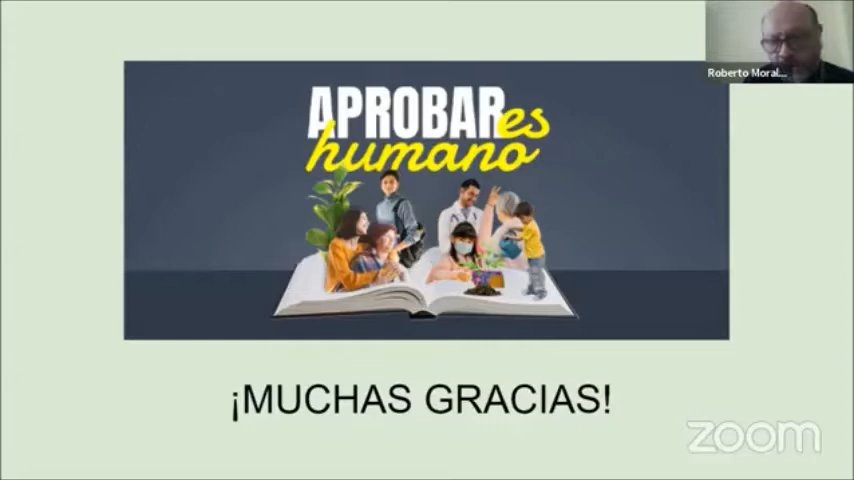 Roberto Moral...
APROBAR es
humano
¡MUCHAS GRACIAS!
zoom